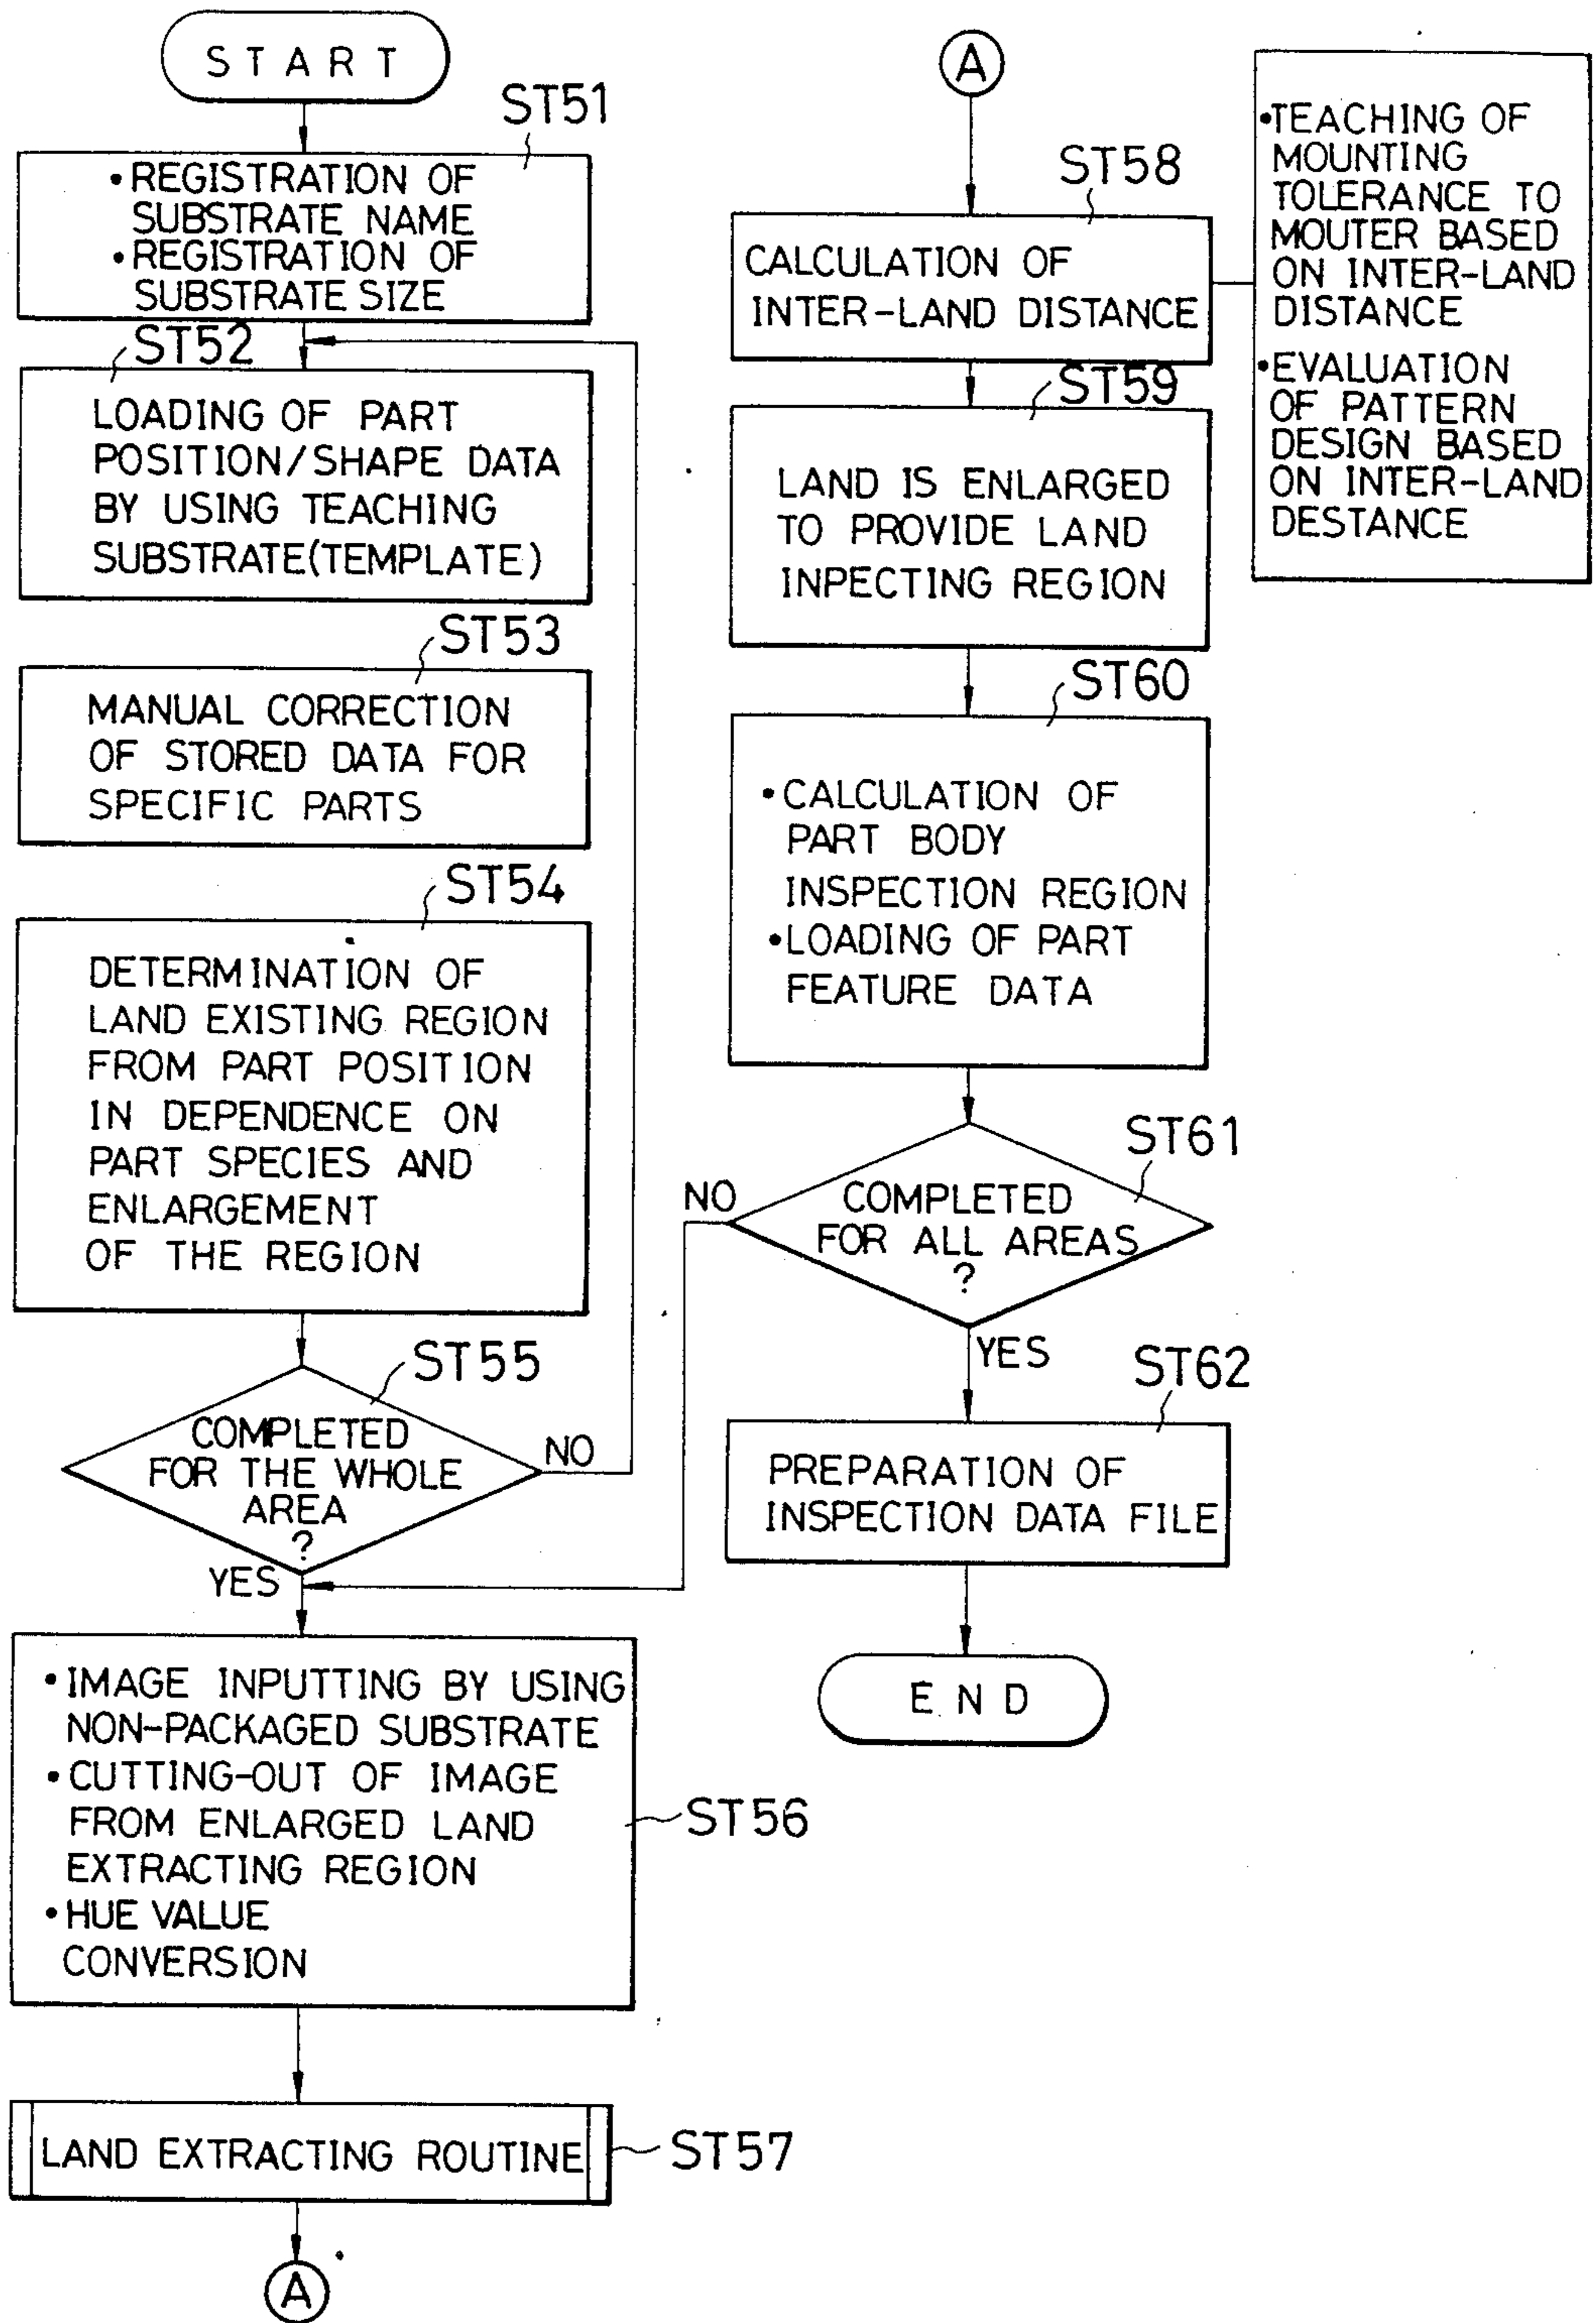 START
ST51
•REGISTRATION OF
SUBSTRATE NAME
•REGISTRATION OF
SUBSTRATE SIZE
ST52
LOADING OF PART
POSITION/SHAPE DATA
BY USING TEACHING
SUBSTRATE(TEMPLATE)
ST53
MANUAL CORRECTION
OF STORED DATA FOR
SPECIFIC PARTS
ST54
DETERMINATION OF
LAND EXISTING REGION
FROM PART POSITION
IN DEPENDENCE ON
PART SPECIES AND
ENLARGEMENT
OF THE REGION
ST55
COMPLETED
FOR THE WHOLE
AREA
?
NO
YES
•IMAGE INPUTTING BY USING
NON-PACKAGED SUBSTRATE
•CUTTING-OUT OF IMAGE
FROM ENLARGED LAND
EXTRACTING REGION
•HUE VALUE
CONVERSION
ST56
LAND EXTRACTING ROUTINE
ST57
A
A
ST58
CALCULATION OF
INTER-LAND DISTANCE
•TEACHING OF
MOUNTING
TOLERANCE TO
MOUTER BASED
ON INTER-LAND
DISTANCE
•EVALUATION
OF PATTERN
DESIGN BASED
ON INTER-LAND
DESTANCE
ST59
LAND IS ENLARGED
TO PROVIDE LAND
INPECTING REGION
ST60
•CALCULATION OF
PART BODY
INSPECTION REGION
•LOADING OF PART
FEATURE DATA
ST61
COMPLETED
FOR ALL AREAS
?
NO
YES
ST62
PREPARATION OF
INSPECTION DATA FILE
END